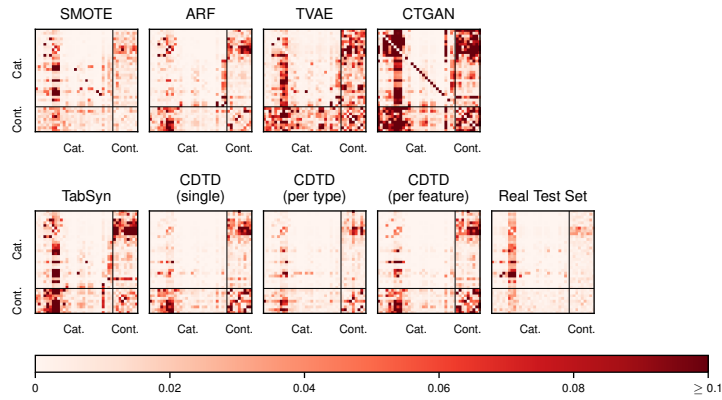 SMOTE
ARF
TVAE
CTGAN
Cat.
Cont.
Cat.
Cont.
Cat.
Cont.
Cat.
Cont.
Cat.
Cont.
TabSyn
CDTD
(single)
CDTD
(per type)
CDTD
(per feature)
Real Test Set
Cat.
Cont.
Cat.
Cont.
Cat.
Cont.
Cat.
Cont.
Cat.
Cont.
Cat.
Cont.
0
0.02
0.04
0.06
0.08
≥ 0.1